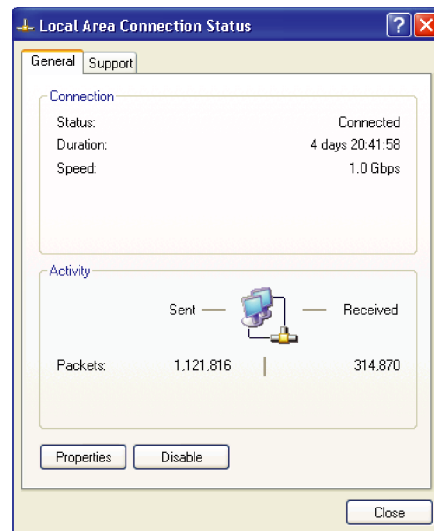 Local Area Connection Status
General Support
Connection
Status: Connected
Duration: 4 days 20:41:58
Speed: 1.0 Gbps
Activity
Sent Received
Packets: 1,121,816 314,870
Properties Disable
Close